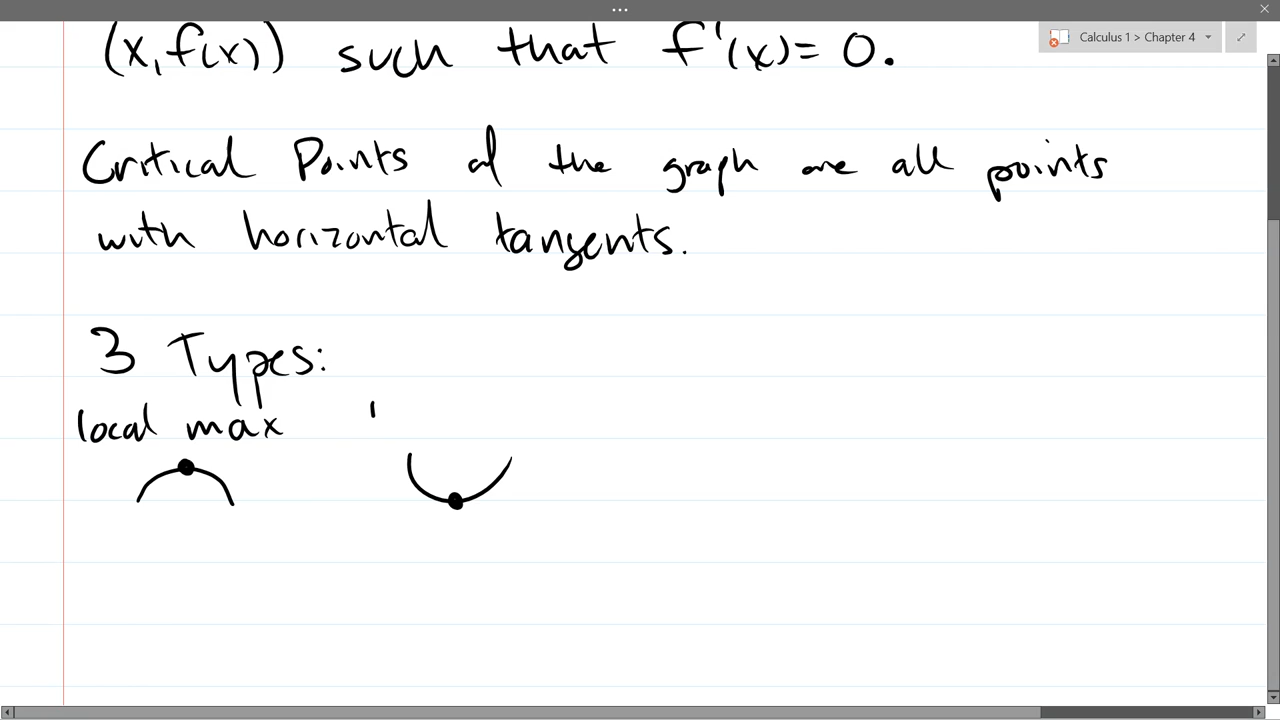 Calculus 1 > Chapter 4
(x, f(x)) such that f'(x) = 0.
Critical Points of the graph are all points
with horizontal tangents.
3 Types:
local max